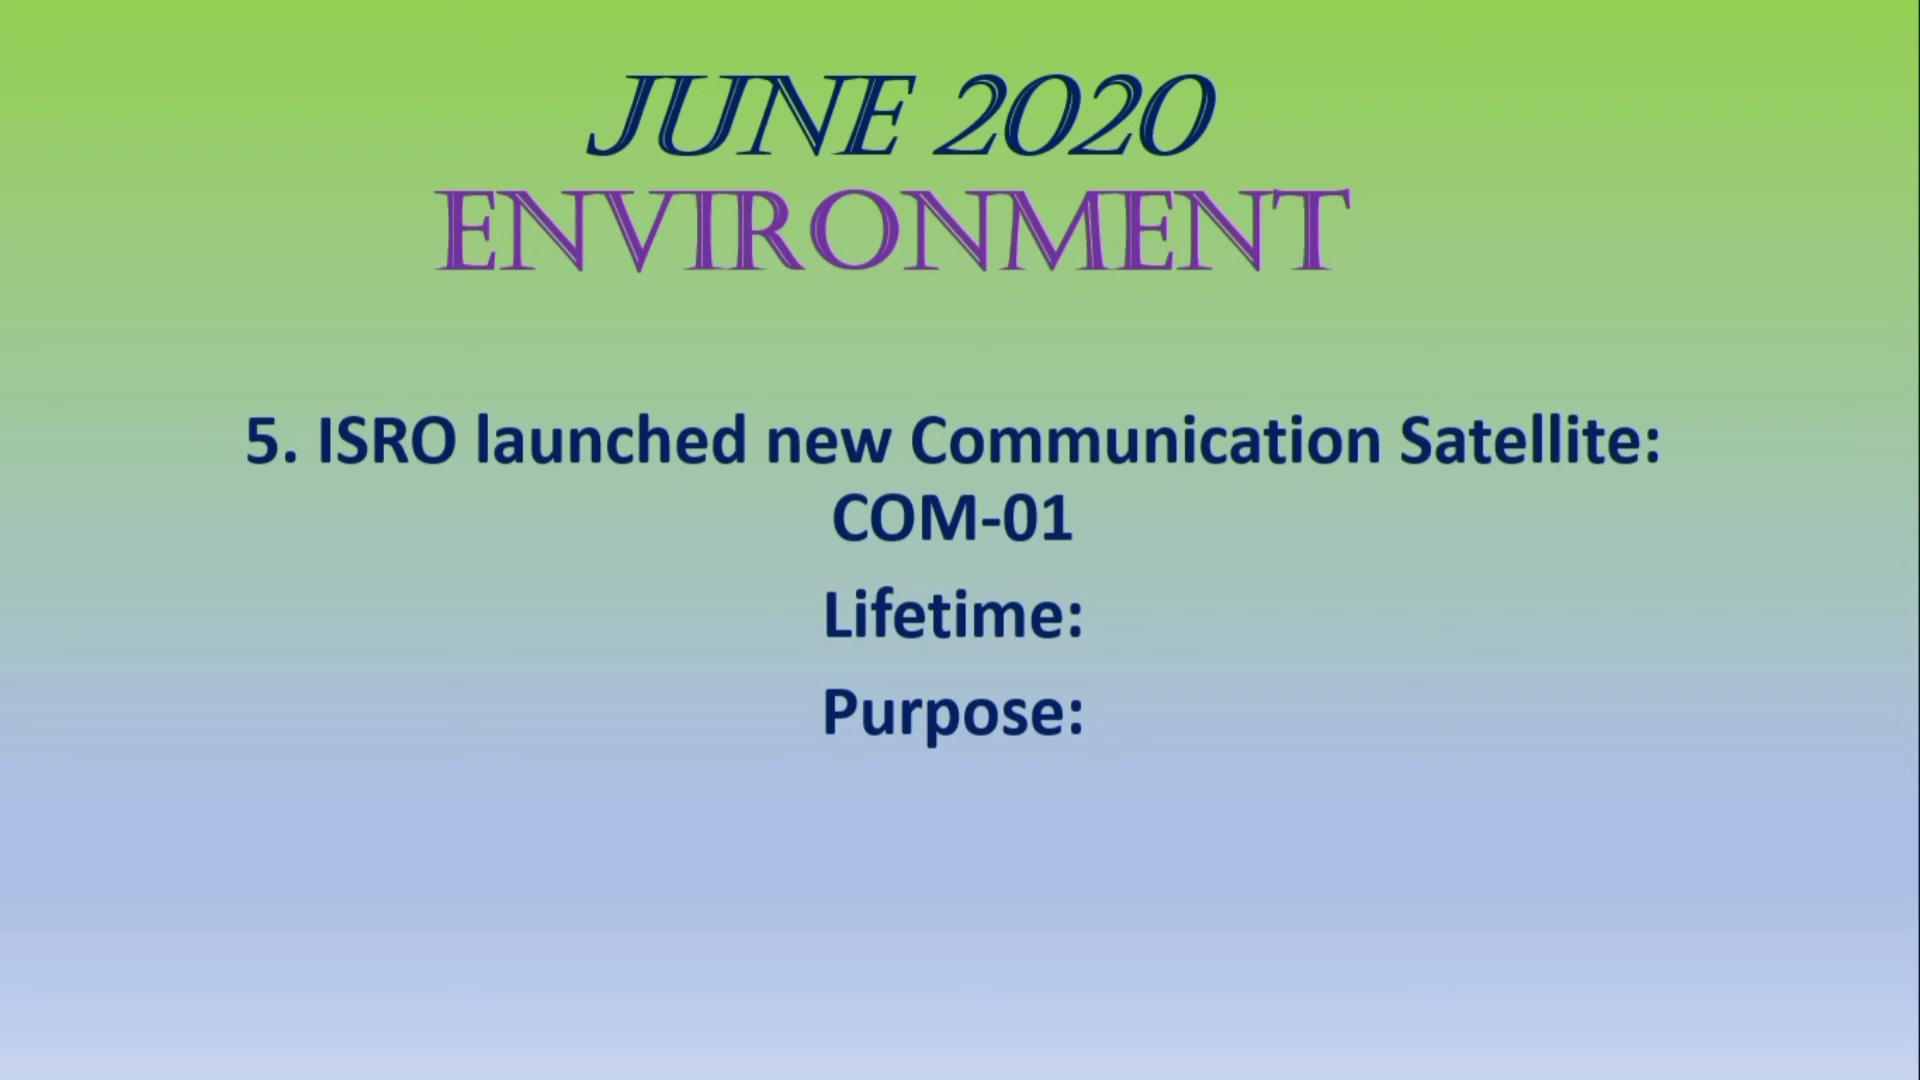 JUNE 2020
ENVIRONMENT
5. ISRO launched new Communication Satellite:
COM-01
Lifetime:
Purpose: